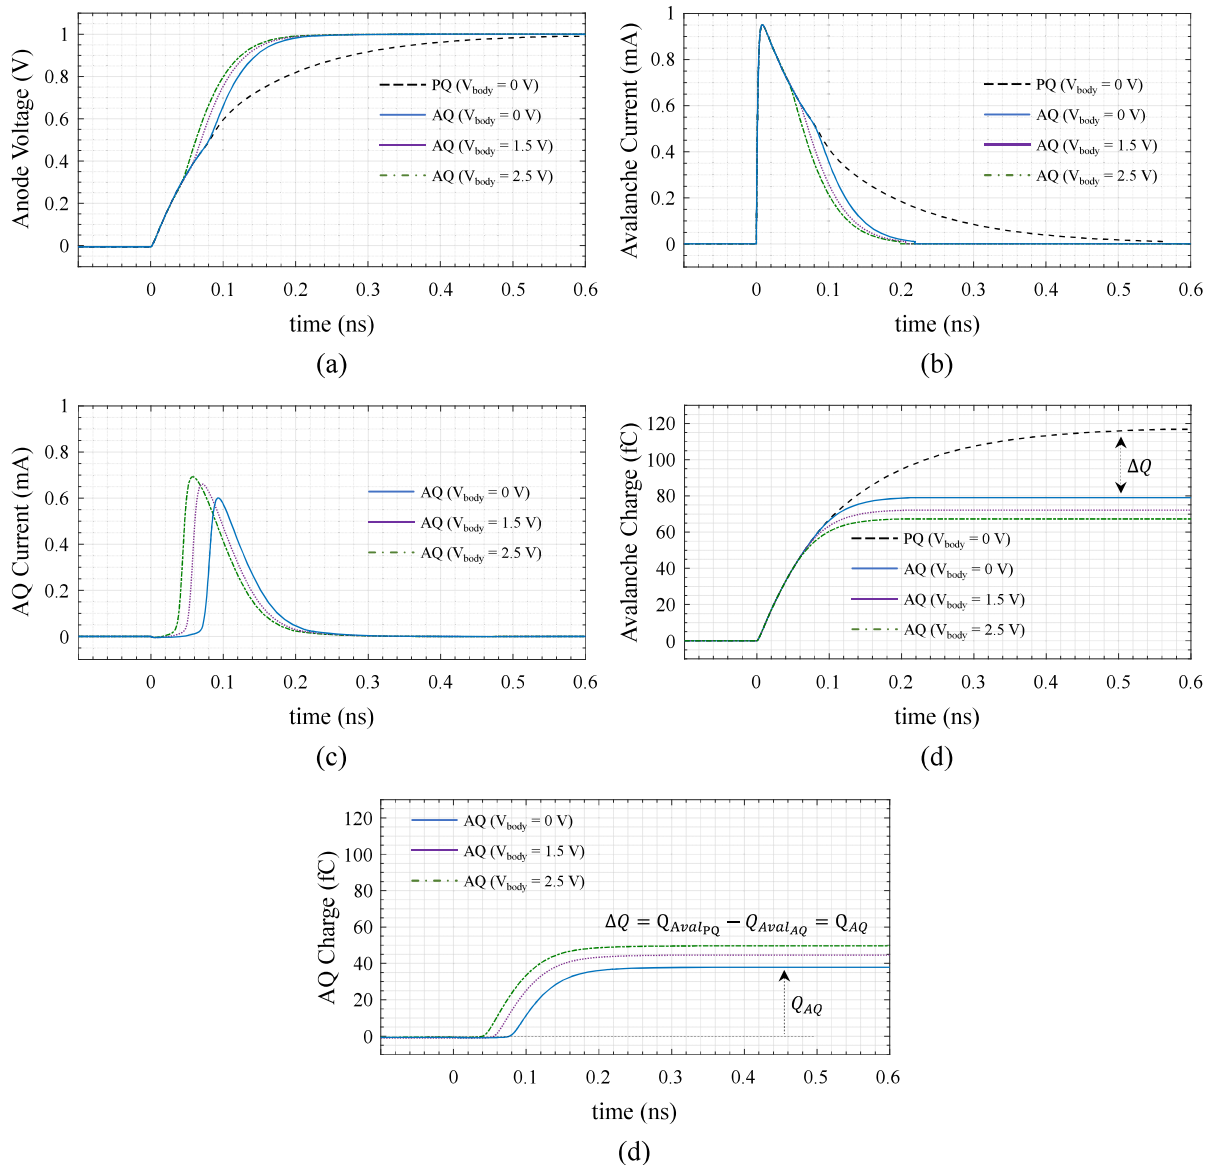 Anode Voltage (V)
1
0.8
0.6
0.4
0.2
0
PQ (Vbody = 0 V)
AQ (Vbody = 0 V)
AQ (Vbody = 1.5 V)
AQ (Vbody = 2.5 V)
0 0.1 0.2 0.3 0.4 0.5 0.6
time (ns)
(a)
Avalanche Current (mA)
1
0.8
0.6
0.4
0.2
0
PQ (Vbody = 0 V)
AQ (Vbody = 0 V)
AQ (Vbody = 1.5 V)
AQ (Vbody = 2.5 V)
0 0.1 0.2 0.3 0.4 0.5 0.6
time (ns)
(b)
AQ Current (mA)
1
0.8
0.6
0.4
0.2
0
AQ (Vbody = 0 V)
AQ (Vbody = 1.5 V)
AQ (Vbody = 2.5 V)
0 0.1 0.2 0.3 0.4 0.5 0.6
time (ns)
(c)
Avalanche Charge (fC)
120
100
80
60
40
20
0
ΔQ
PQ (Vbody = 0 V)
AQ (Vbody = 0 V)
AQ (Vbody = 1.5 V)
AQ (Vbody = 2.5 V)
0 0.1 0.2 0.3 0.4 0.5 0.6
time (ns)
(d)
AQ Charge (fC)
120
100
80
60
40
20
0
AQ (Vbody = 0 V)
AQ (Vbody = 1.5 V)
AQ (Vbody = 2.5 V)
ΔQ = QAvalPQ − QAvalAQ = QAQ
QAQ
0 0.1 0.2 0.3 0.4 0.5 0.6
time (ns)
(d)